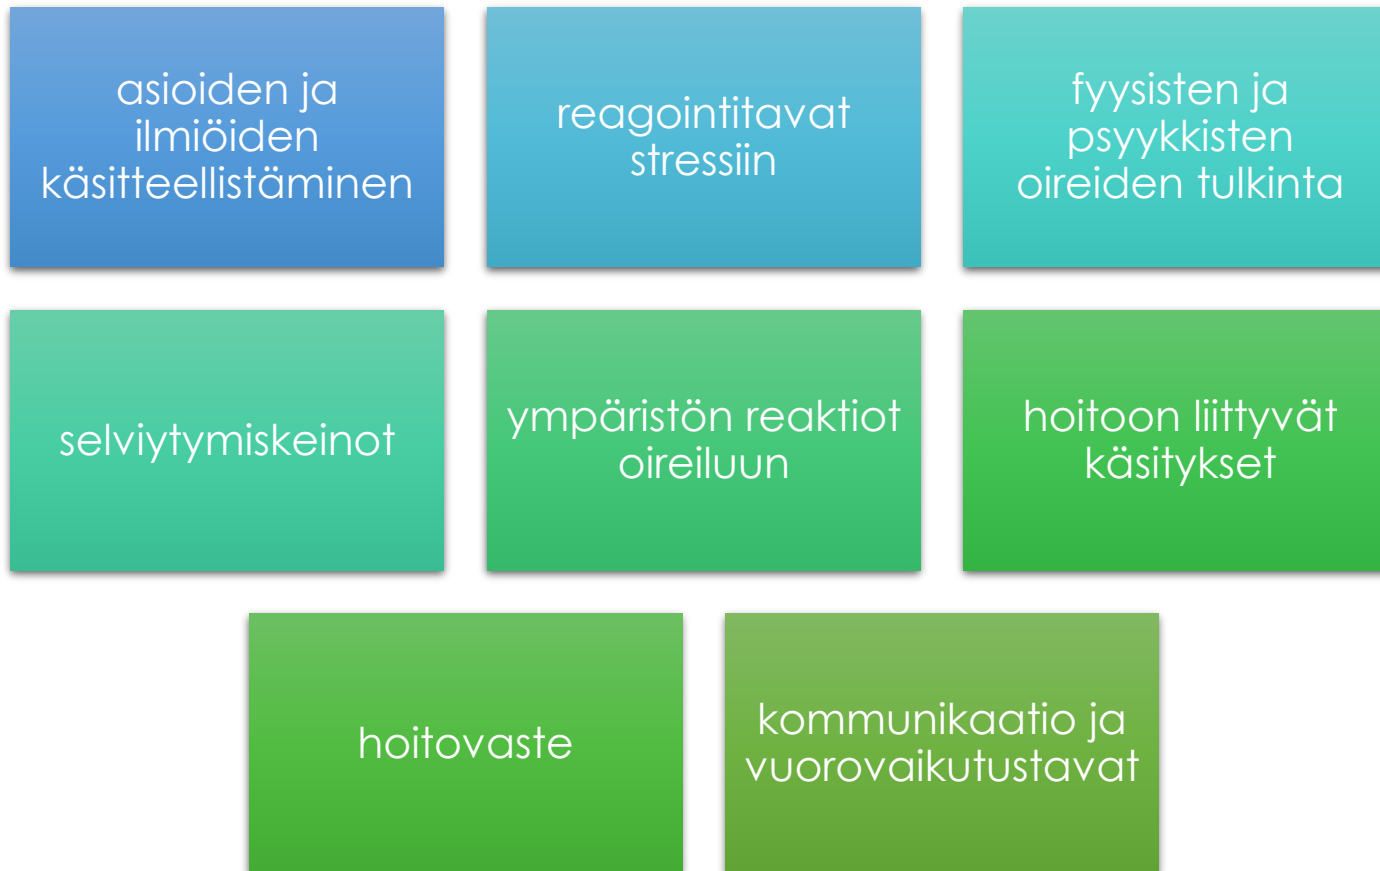 asioiden ja
ilmiöiden
käsitteellistäminen
reagointitavat
stressiin
fyysisten ja
psyykkisten
oireiden tulkinta
selviytymiskeinot
ympäristön reaktiot
oireiluun
hoitoon liittyvät
käsitykset
hoitovaste
kommunikaatio ja
vuorovaikutustavat